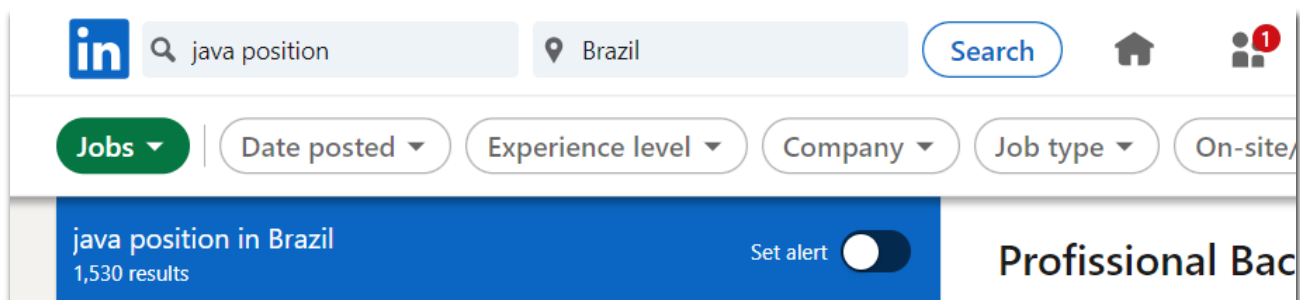 in java position Brazil Search 1
Jobs Date posted Experience level Company Job type On-site/
java position in Brazil
1,530 results
Set alert
Profissional Bac